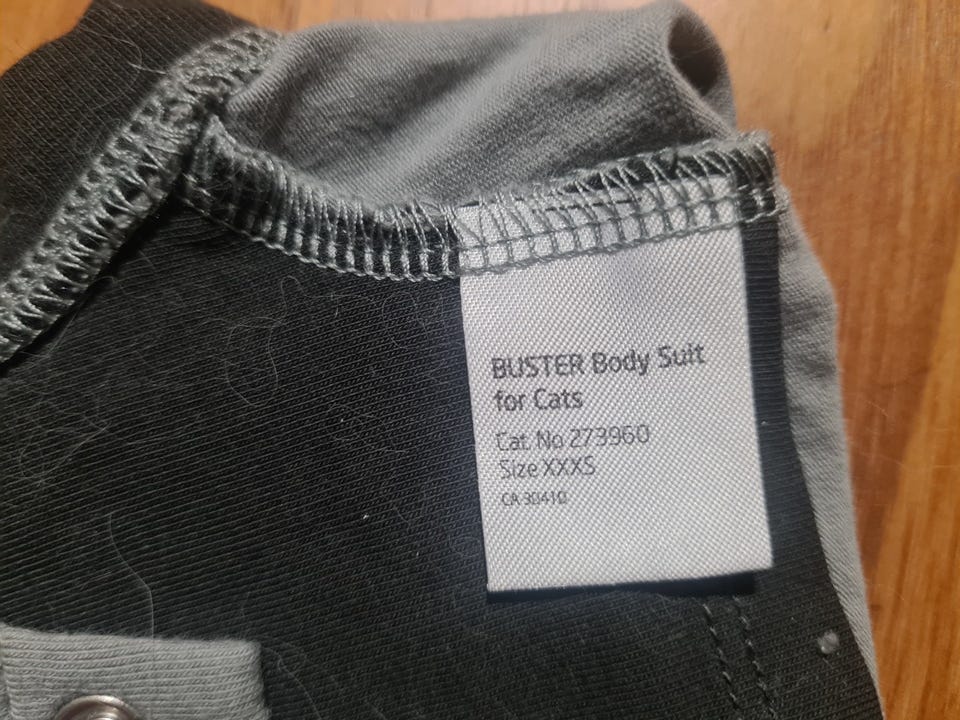 BUSTER Body Suit
for Cats
Cat No 273960
Size XXXS
CA 30410